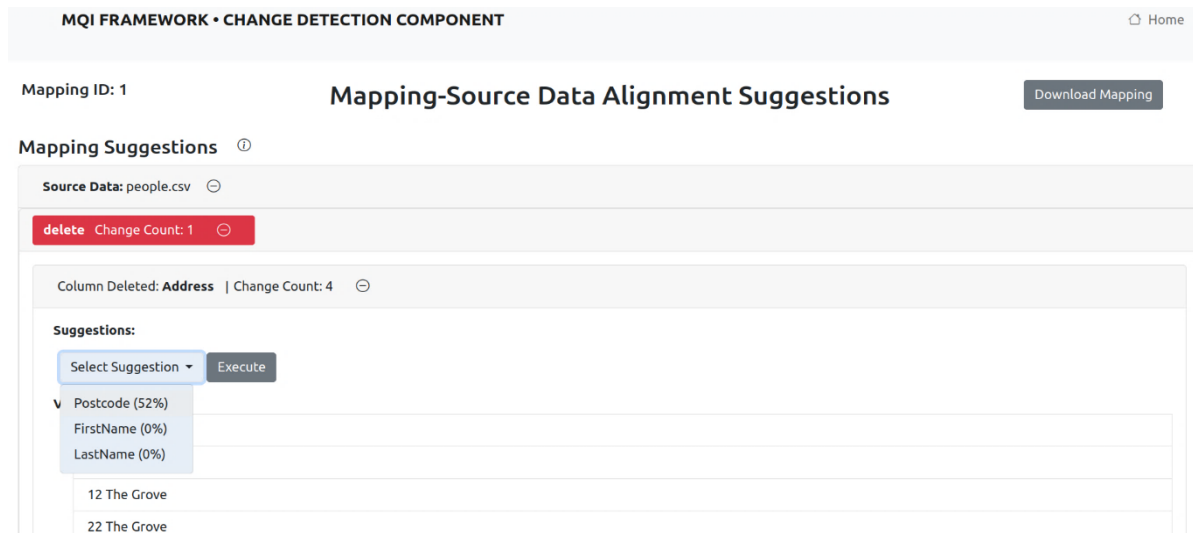 MQI FRAMEWORK • CHANGE DETECTION COMPONENT
Home
Mapping ID: 1
Mapping-Source Data Alignment Suggestions
Download Mapping
Mapping Suggestions
Source Data: people.csv
delete Change Count: 1
Column Deleted: Address | Change Count: 4
Suggestions:
Select Suggestion
Execute
Postcode (52%)
FirstName (0%)
LastName (0%)
12 The Grove
22 The Grove